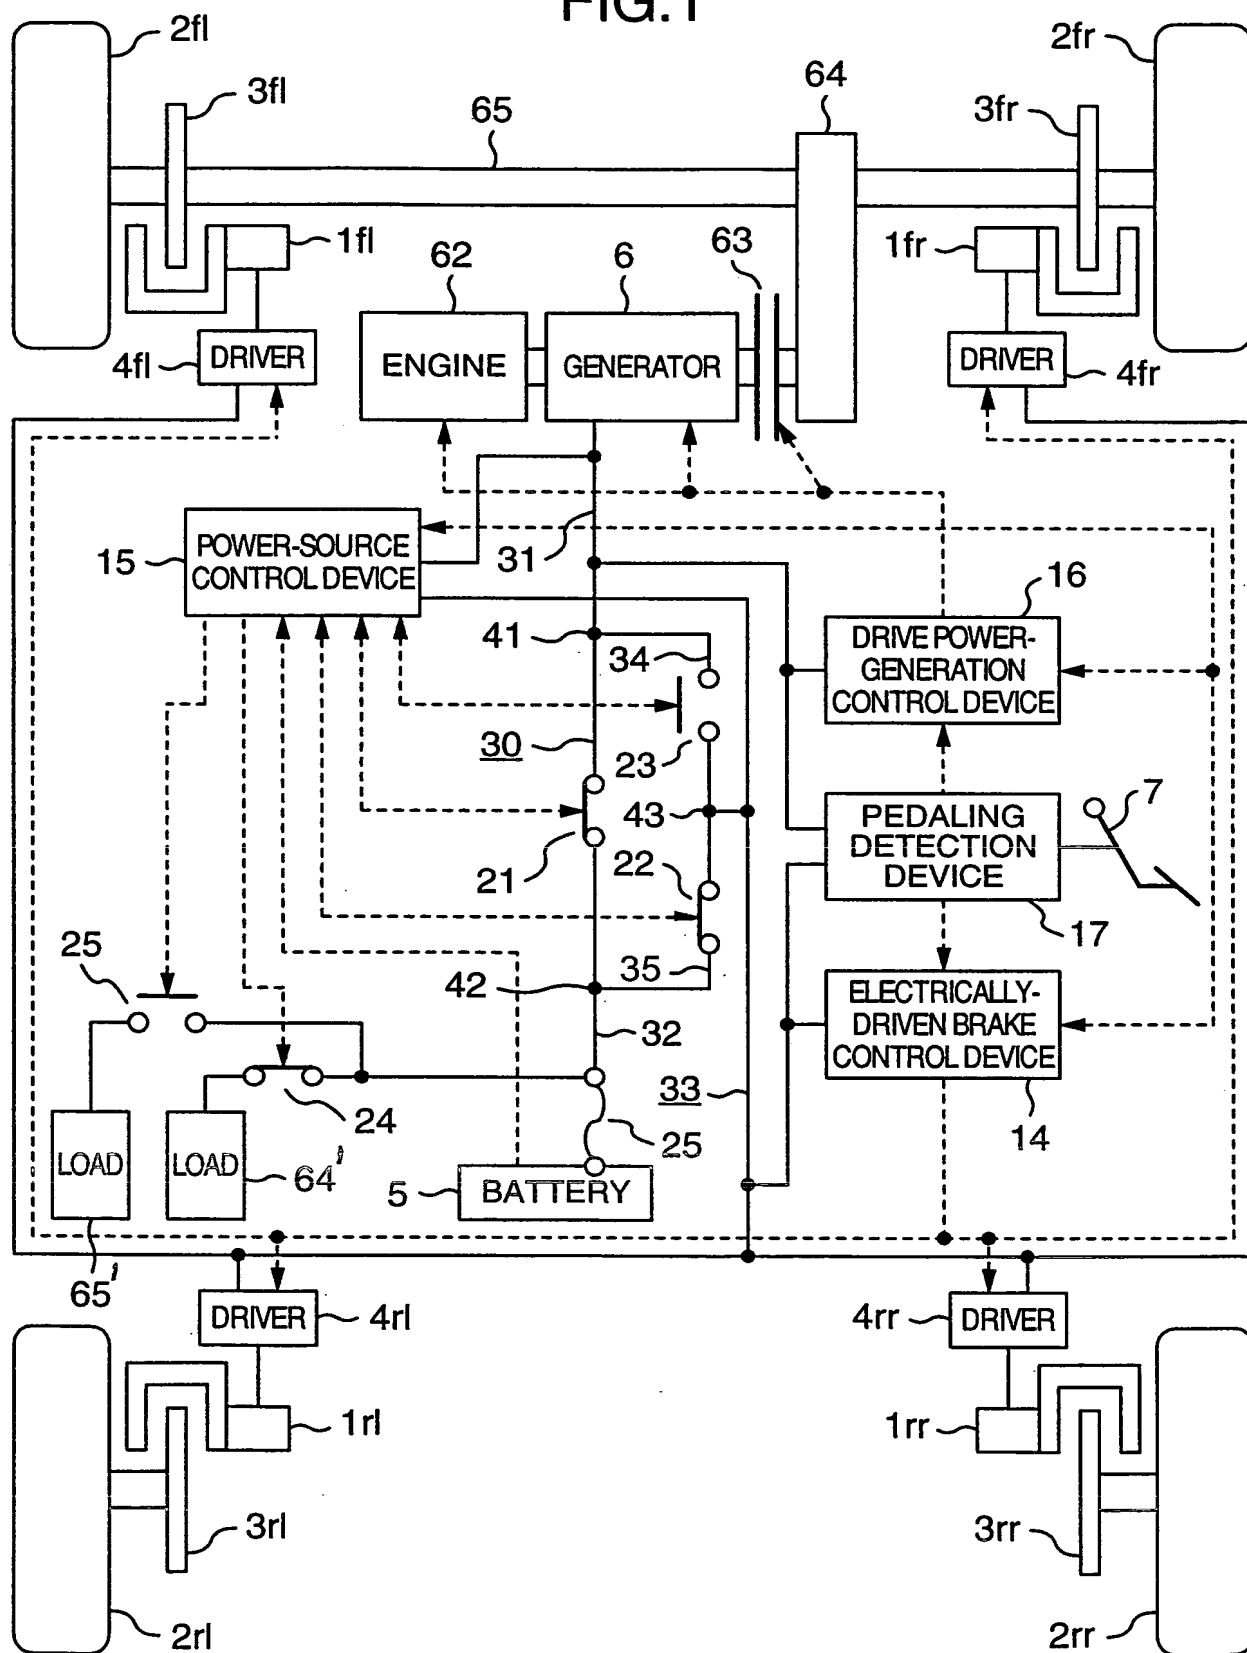 FIG.1
2fl
2fr
64
3fl
3fr
65
1fl
62
6
63
1fr
DRIVER
ENGINE
GENERATOR
DRIVER
4fl
4fr
15
POWER-SOURCE
CONTROL DEVICE
31
16
41
34
DRIVE POWER-
GENERATION
CONTROL DEVICE
30
23
7
43
PEDALING
DETECTION
DEVICE
21
22
17
25
42
35
ELECTRICALLY-
DRIVEN BRAKE
CONTROL DEVICE
32
33
24
25
14
LOAD
LOAD
64'
5
BATTERY
65'
DRIVER
4rl
4rr
DRIVER
1rl
1rr
3rl
3rr
2rl
2rr